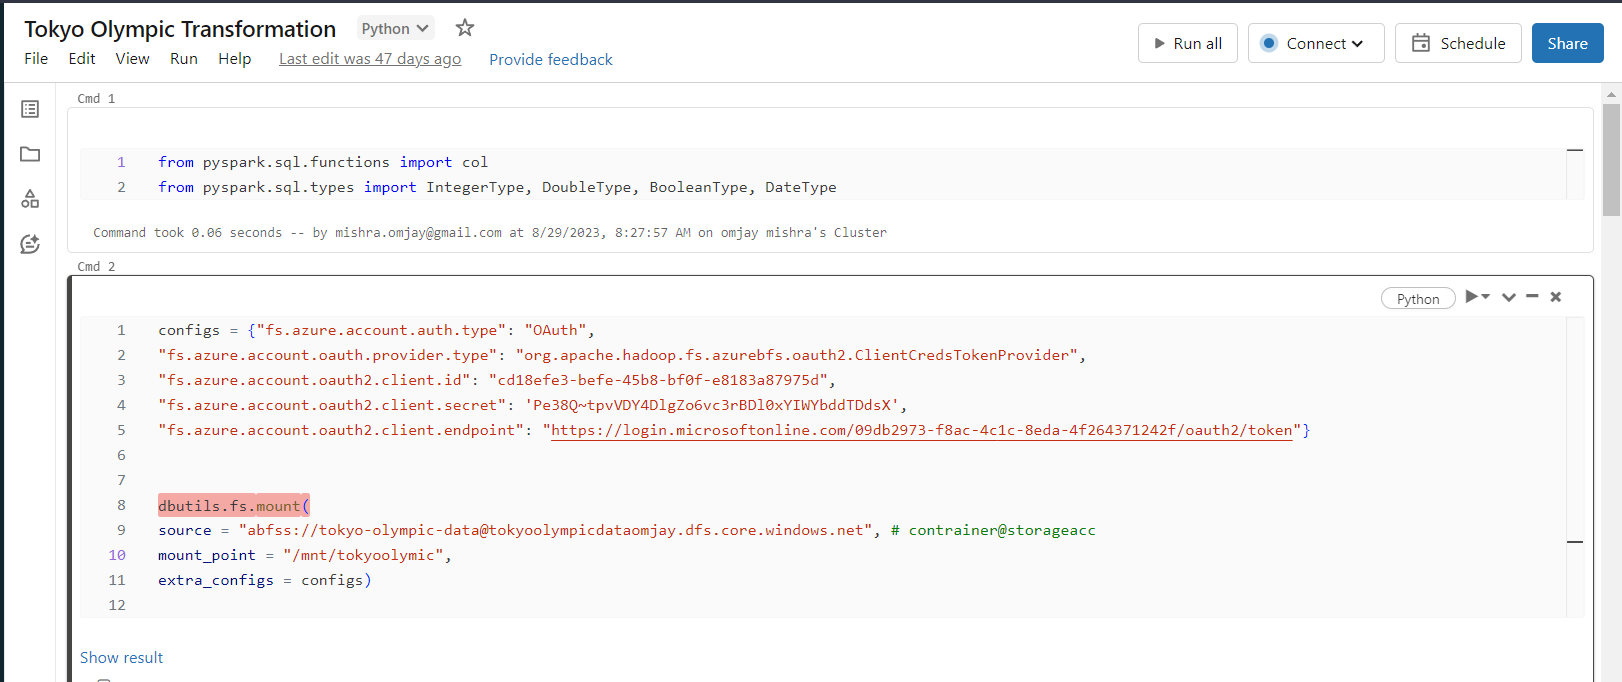 Tokyo Olympic Transformation Python
Run all Connect Schedule Share
File Edit View Run Help Last edit was 47 days ago Provide feedback
Cmd 1
1 from pyspark.sql.functions import col
2 from pyspark.sql.types import IntegerType, DoubleType, BooleanType, DateType
Command took 0.06 seconds -- by mishra.omjay@gmail.com at 8/29/2023, 8:27:57 AM on omjay mishra's Cluster
Cmd 2
Python
1 configs = {"fs.azure.account.auth.type": "OAuth",
2 "fs.azure.account.oauth.provider.type": "org.apache.hadoop.fs.azurebfs.oauth2.ClientCredsTokenProvider",
3 "fs.azure.account.oauth2.client.id": "cd18efe3-befe-45b8-bf0f-e8183a87975d",
4 "fs.azure.account.oauth2.client.secret": 'Pe38Q~tpvVDY4DlgZo6vc3rBDl0xYIWYbddTDdsX',
5 "fs.azure.account.oauth2.client.endpoint": "https://login.microsoftonline.com/09db2973-f8ac-4c1c-8eda-4f264371242f/oauth2/token"}
6
7
8 dbutils.fs.mount(
9 source = "abfss://tokyo-olympic-data@tokyoolympicdataomjay.dfs.core.windows.net", # contrainer@storageacc
10 mount_point = "/mnt/tokyoolymic",
11 extra_configs = configs)
12
Show result